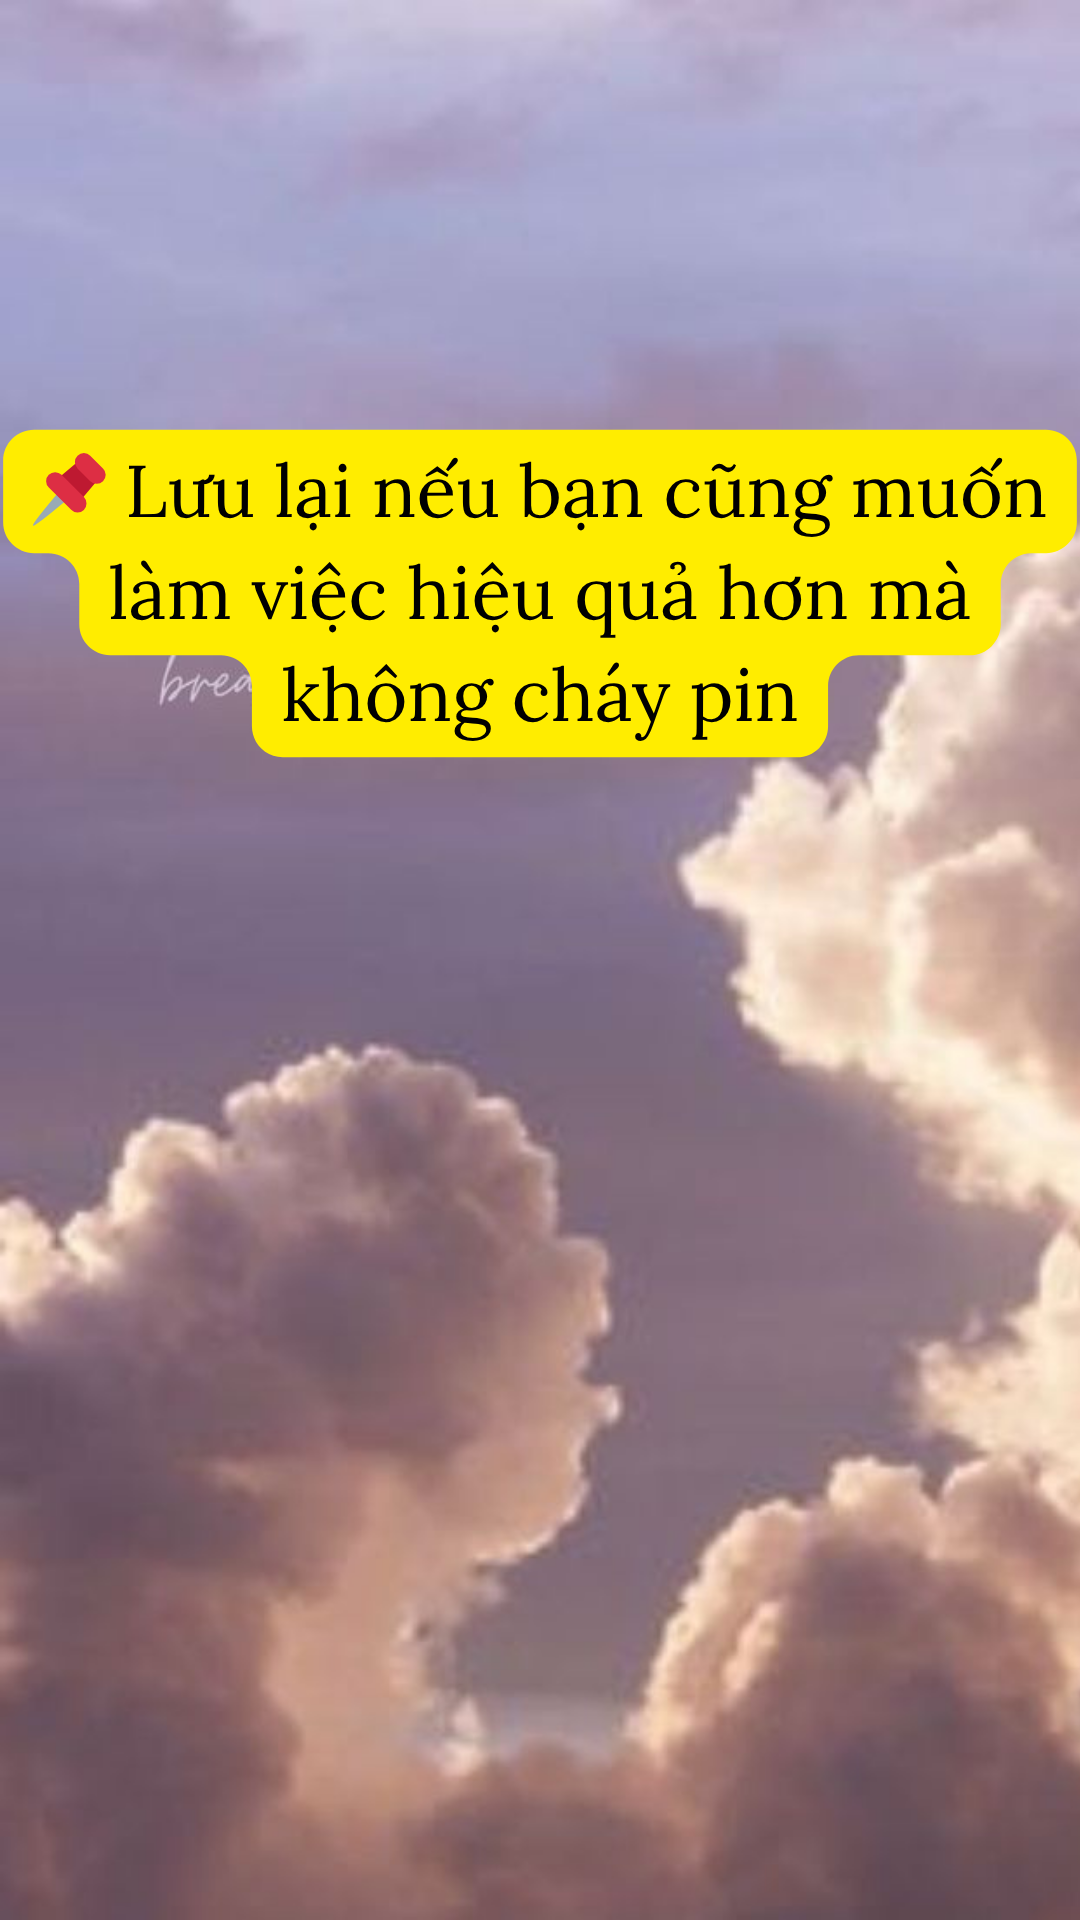 📌 Lưu lại nếu bạn cũng muốn
làm việc hiệu quả hơn mà
không cháy pin